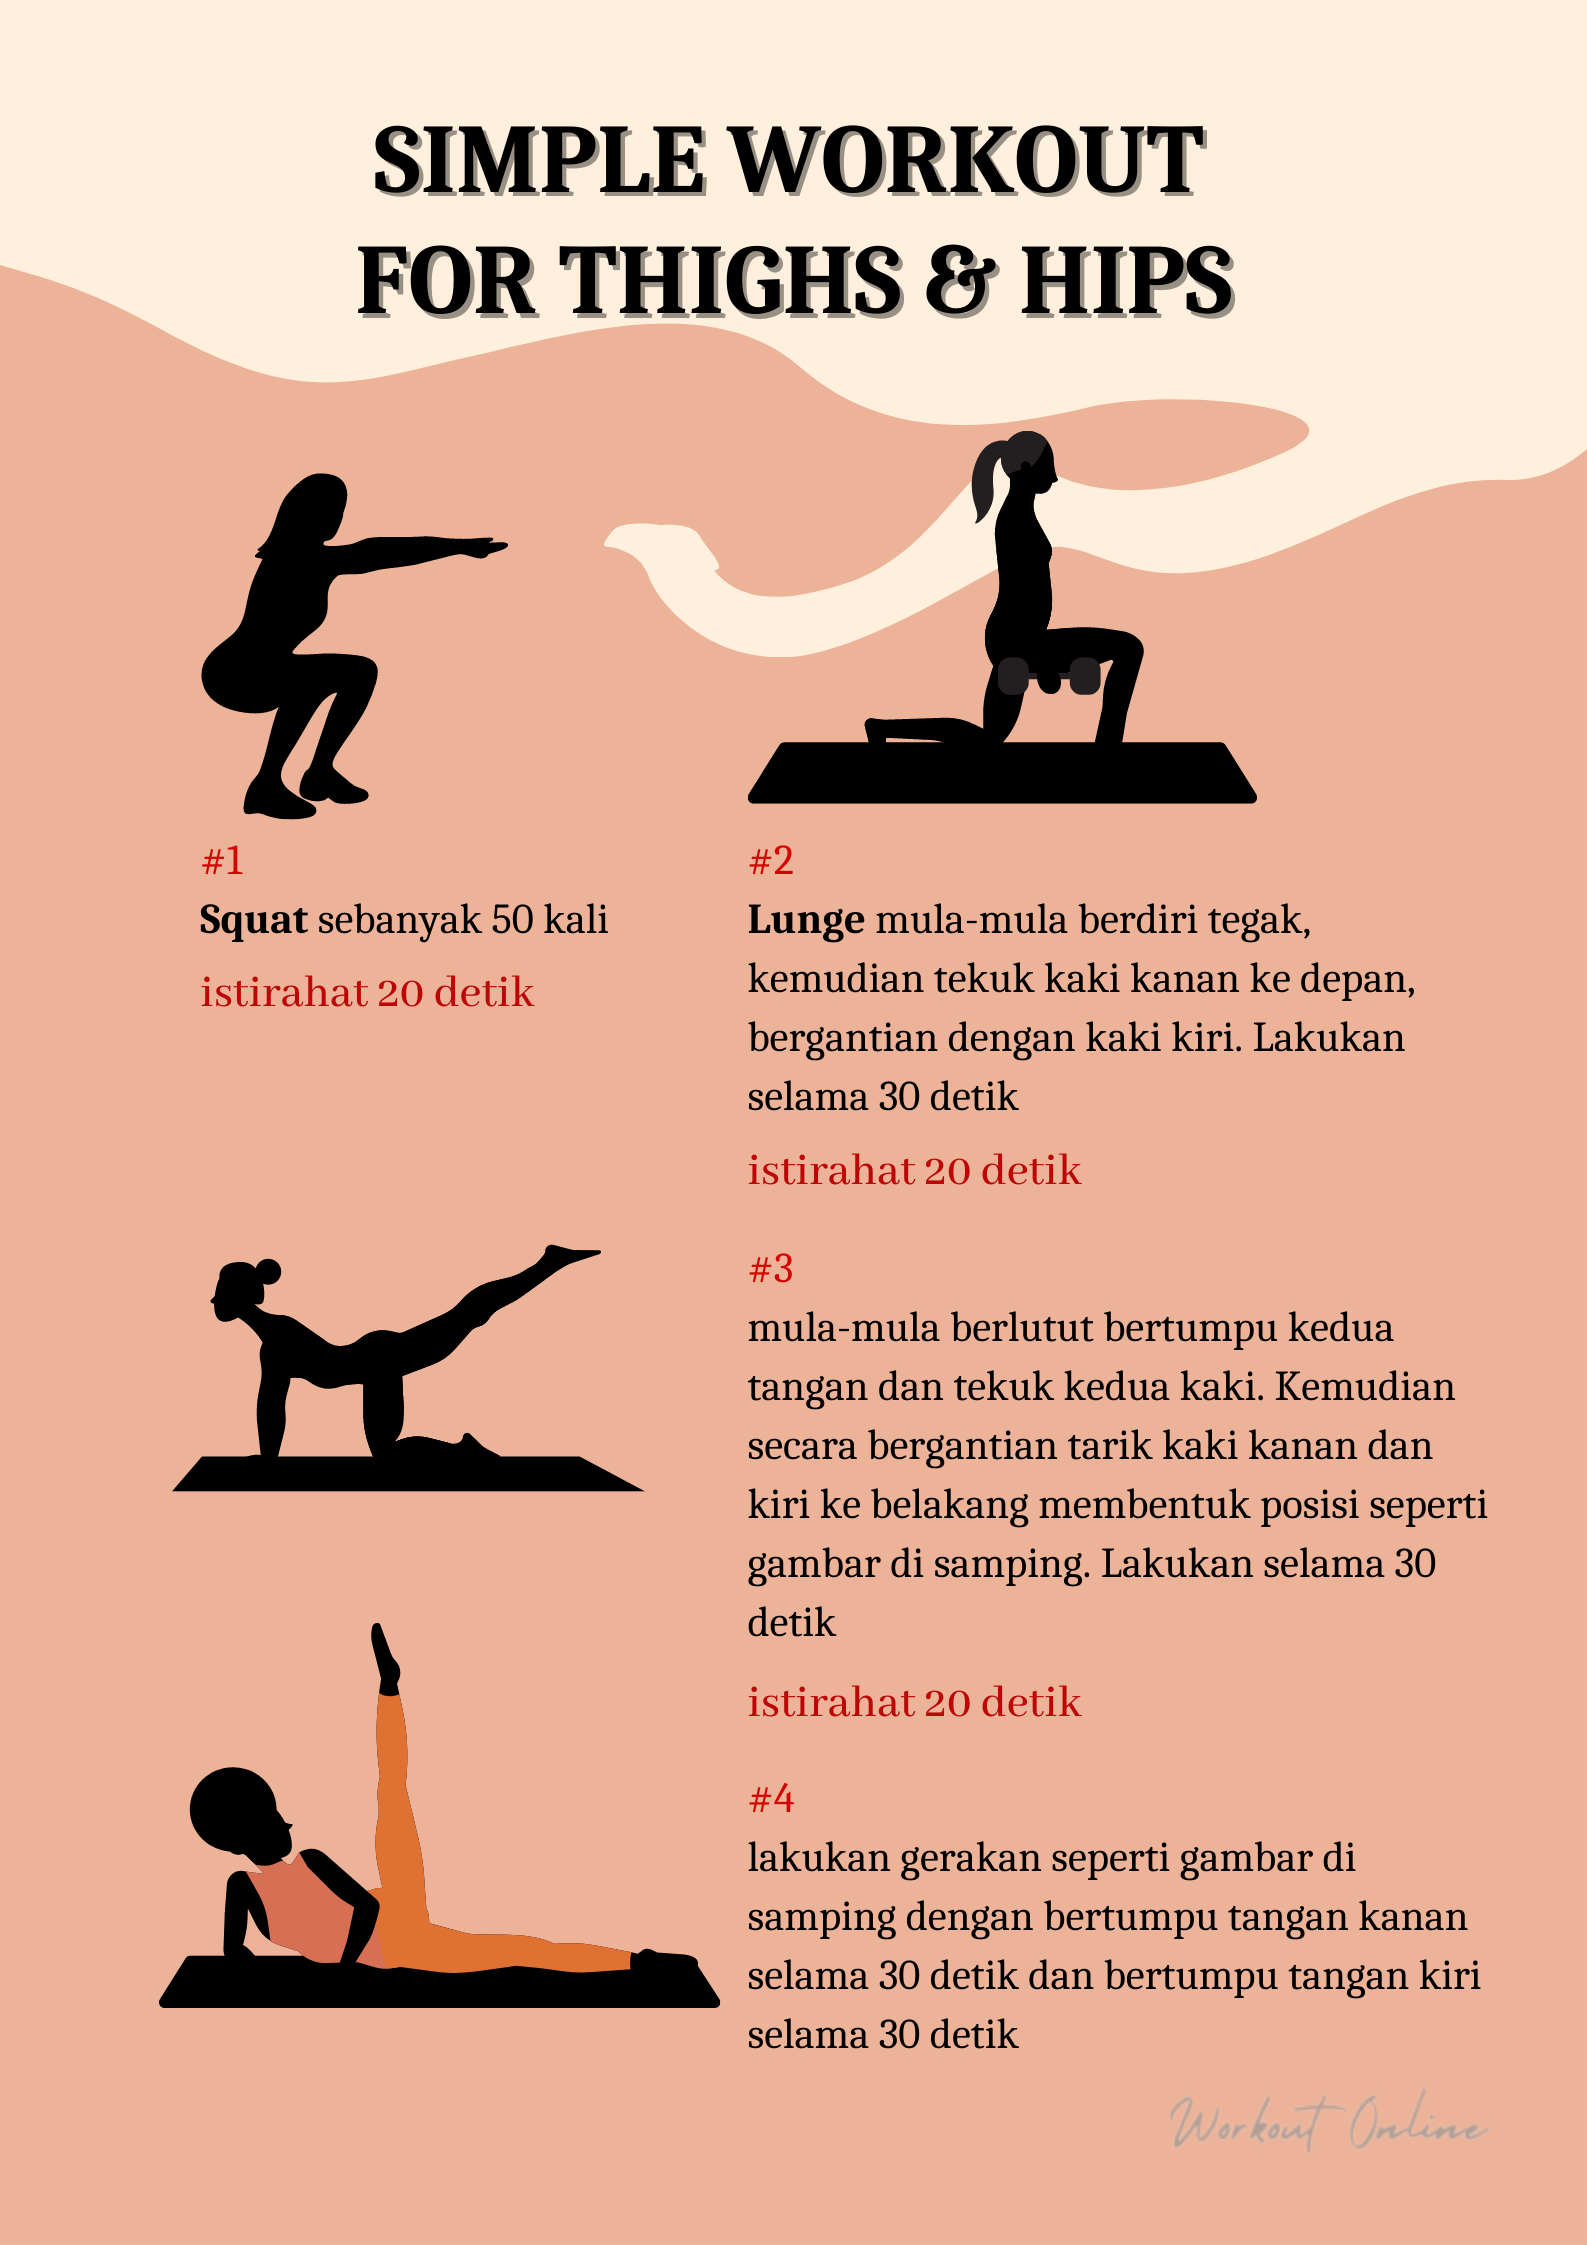 SIMPLE WORKOUT
FOR THIGHS & HIPS
#1
Squat sebanyak 50 kali
istirahat 20 detik
#2
Lunge mula-mula berdiri tegak,
kemudian tekuk kaki kanan ke depan,
bergantian dengan kaki kiri. Lakukan
selama 30 detik
istirahat 20 detik
#3
mula-mula berlutut bertumpu kedua
tangan dan tekuk kedua kaki. Kemudian
secara bergantian tarik kaki kanan dan
kiri ke belakang membentuk posisi seperti
gambar di samping. Lakukan selama 30
detik
istirahat 20 detik
#4
lakukan gerakan seperti gambar di
samping dengan bertumpu tangan kanan
selama 30 detik dan bertumpu tangan kiri
selama 30 detik
Workout Online